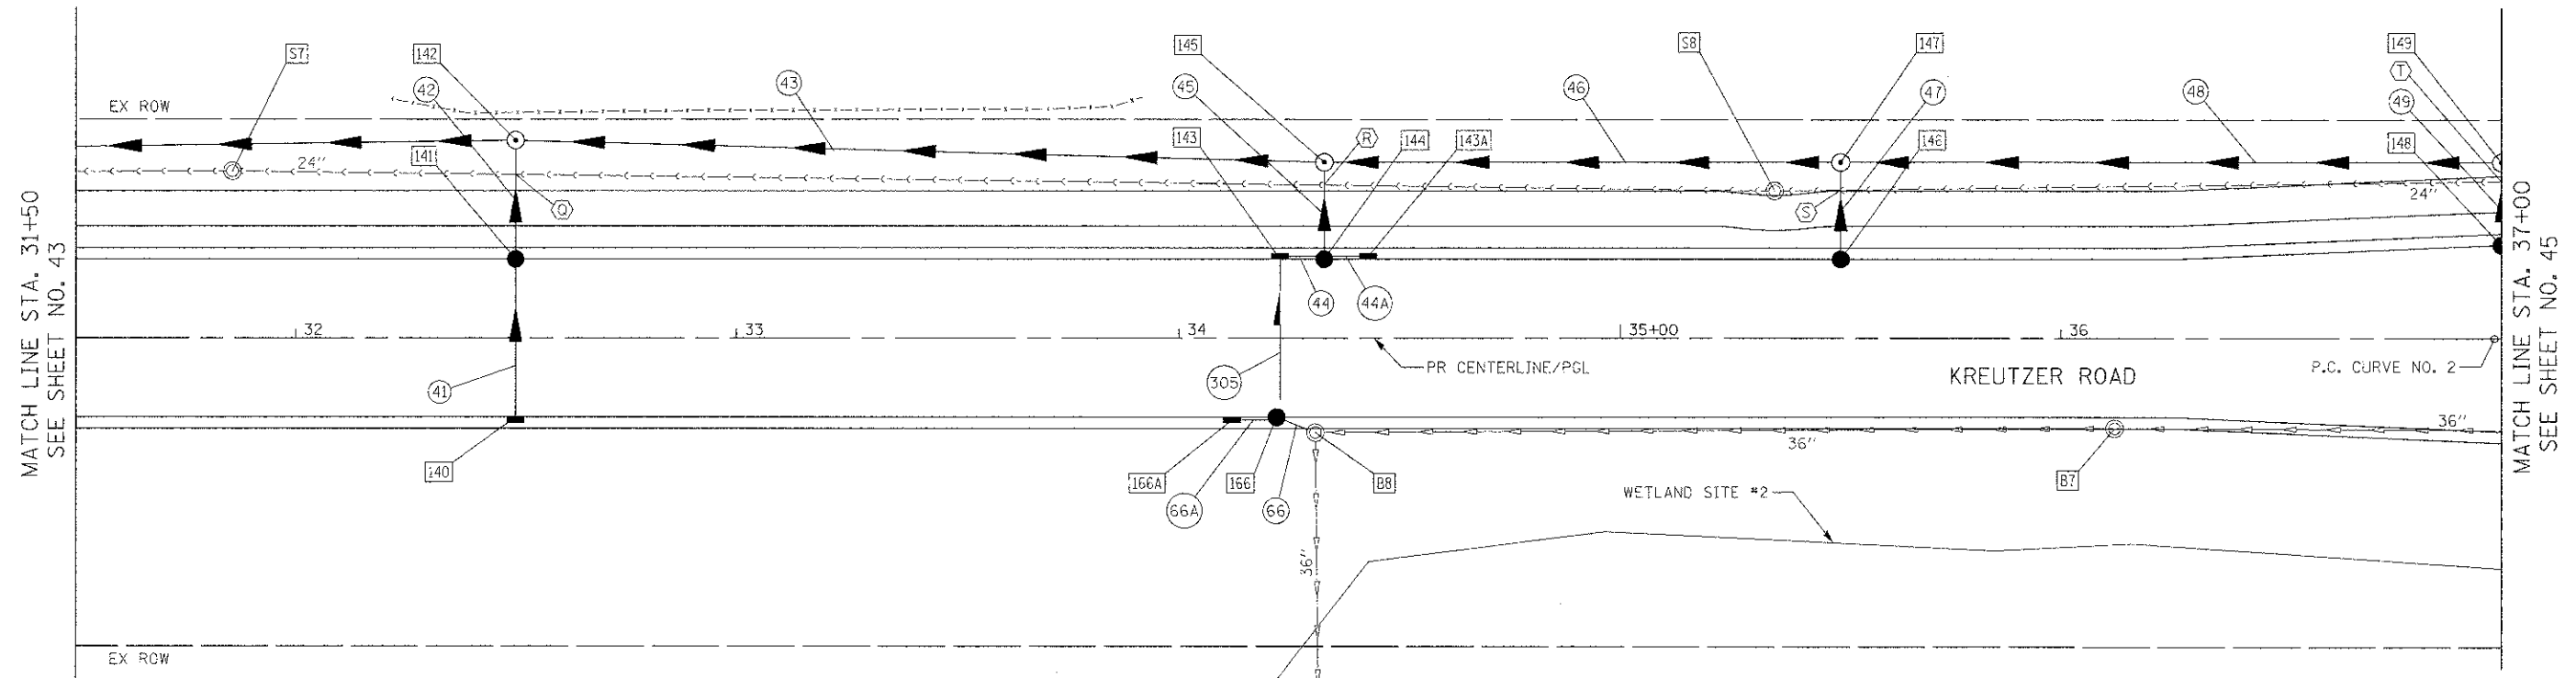 S7
142
145
S8
147
149
T
42
43
45
46
47
48
49
EX ROW
141
143
R
144
143A
146
148
24"
24"
Q
S
MATCH LINE STA. 31+50
SEE SHEET NO. 43
44
44A
32
33
34
35+00
36
PR CENTERLINE/PGL
KREUTZER ROAD
P.C. CURVE NO. 2
MATCH LINE STA. 37+00
SEE SHEET NO. 45
41
305
36"
36"
140
166A
166
B8
B7
66A
66
WETLAND SITE #2
36"
EX ROW